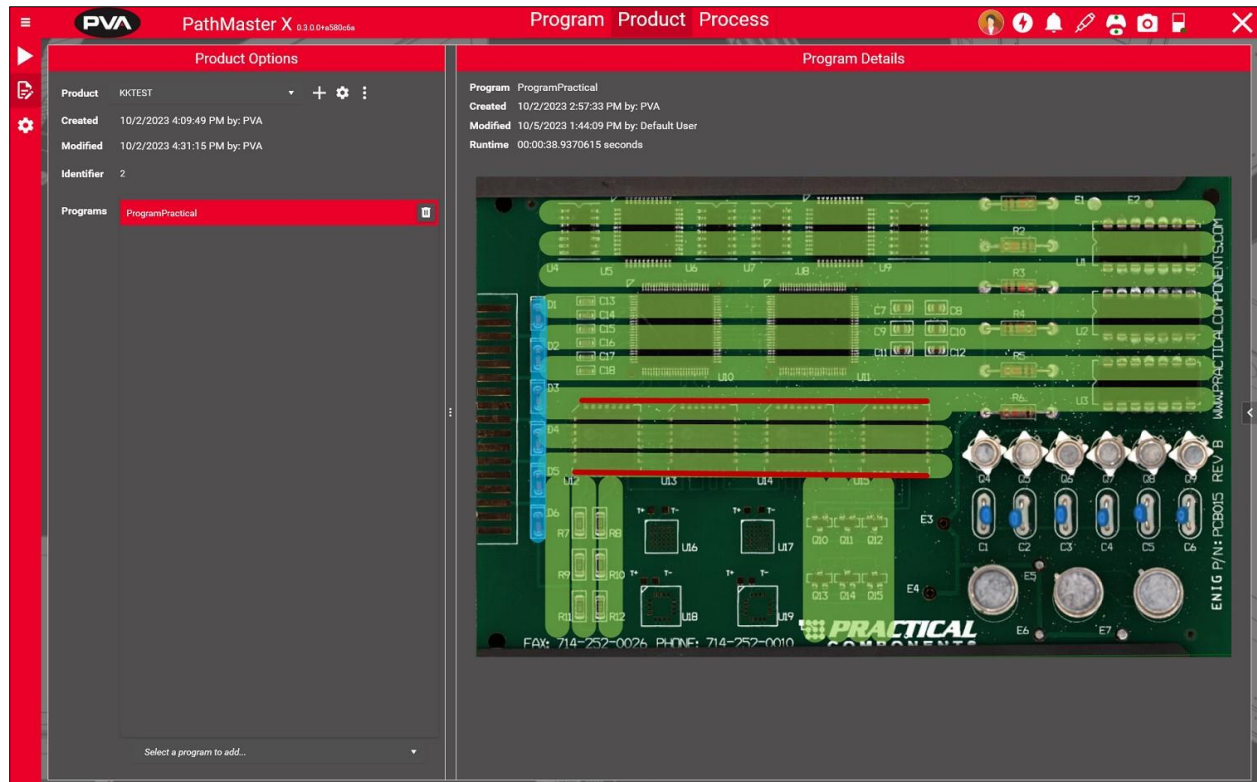 PVA
PathMaster X 0.3.0.0+a580c6a
Program Product Process
Product Options
Product KKTEST
Created 10/2/2023 4:09:49 PM by: PVA
Modified 10/2/2023 4:31:15 PM by: PVA
Identifier 2
Programs ProgramPractical
Select a program to add...
Program Details
Program ProgramPractical
Created 10/2/2023 2:57:33 PM by: PVA
Modified 10/5/2023 1:44:09 PM by: Default User
Runtime 00:00:38.9370615 seconds
E1 E2
R2
U4 U5 U6 U7 U8 U9 U1
R3
D1 C13 C7 C8
C14
C15 C9 C10 R4 U2
D2 C16
C17 C11 C12 R5
C18 U10 U11
D3 R6 U3
D4
D5
U12 U13 U14 U15 Q4 Q5 Q6 Q7 Q8 Q9
D6 T+ T- T+ T- E3
R7 R8 U16 U17 Q10 Q11 Q12 C1 C2 C3 C4 C5 C6
R9 R10 T+ T- T+ T- E5
Q13 Q14 Q15 E4
R11 R12 U18 U19
PRACTICAL
COMPONENTS
E6 E7
FAX: 714-252-0026 PHONE: 714-252-0010
WWW.PRACTICALCOMPONENTS.COM
ENIG P/N: PCB015 REV B